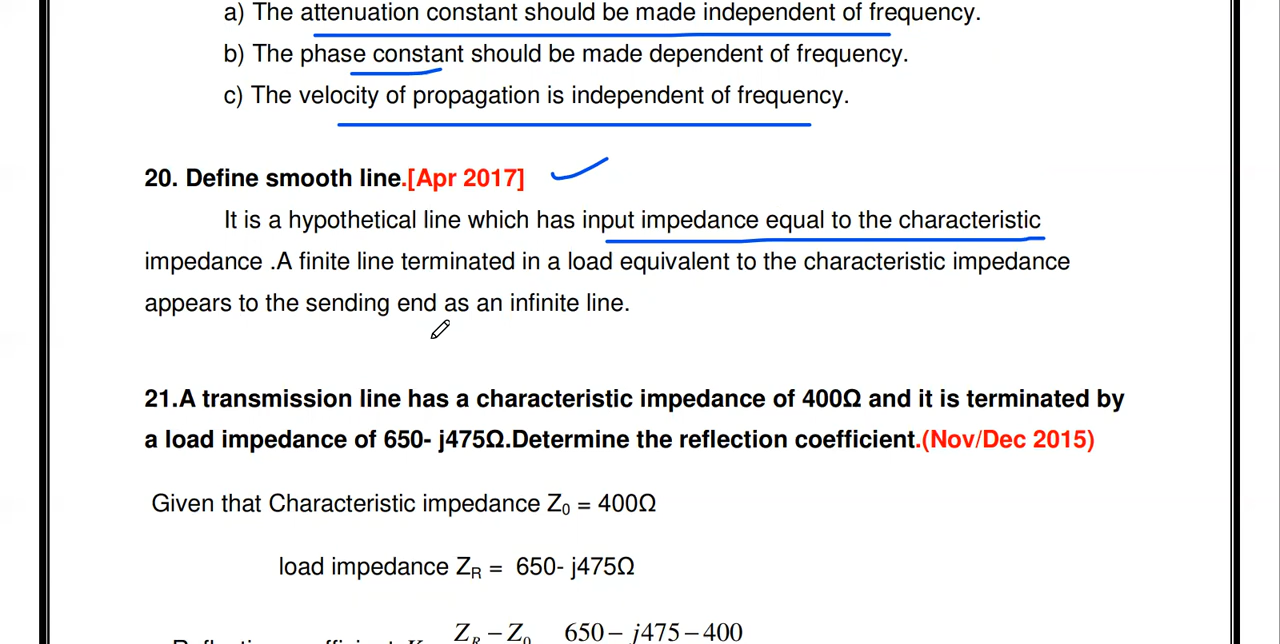 a) The attenuation constant should be made independent of frequency.
b) The phase constant should be made dependent of frequency.
c) The velocity of propagation is independent of frequency.
20. Define smooth line.[Apr 2017]
It is a hypothetical line which has input impedance equal to the characteristic
impedance .A finite line terminated in a load equivalent to the characteristic impedance
appears to the sending end as an infinite line.
21.A transmission line has a characteristic impedance of 400Ω and it is terminated by
a load impedance of 650- j475Ω.Determine the reflection coefficient.(Nov/Dec 2015)
Given that Characteristic impedance Z₀ = 400Ω
load impedance Z_R = 650- j475Ω
Z_R − Z₀ 650 − j475 − 400